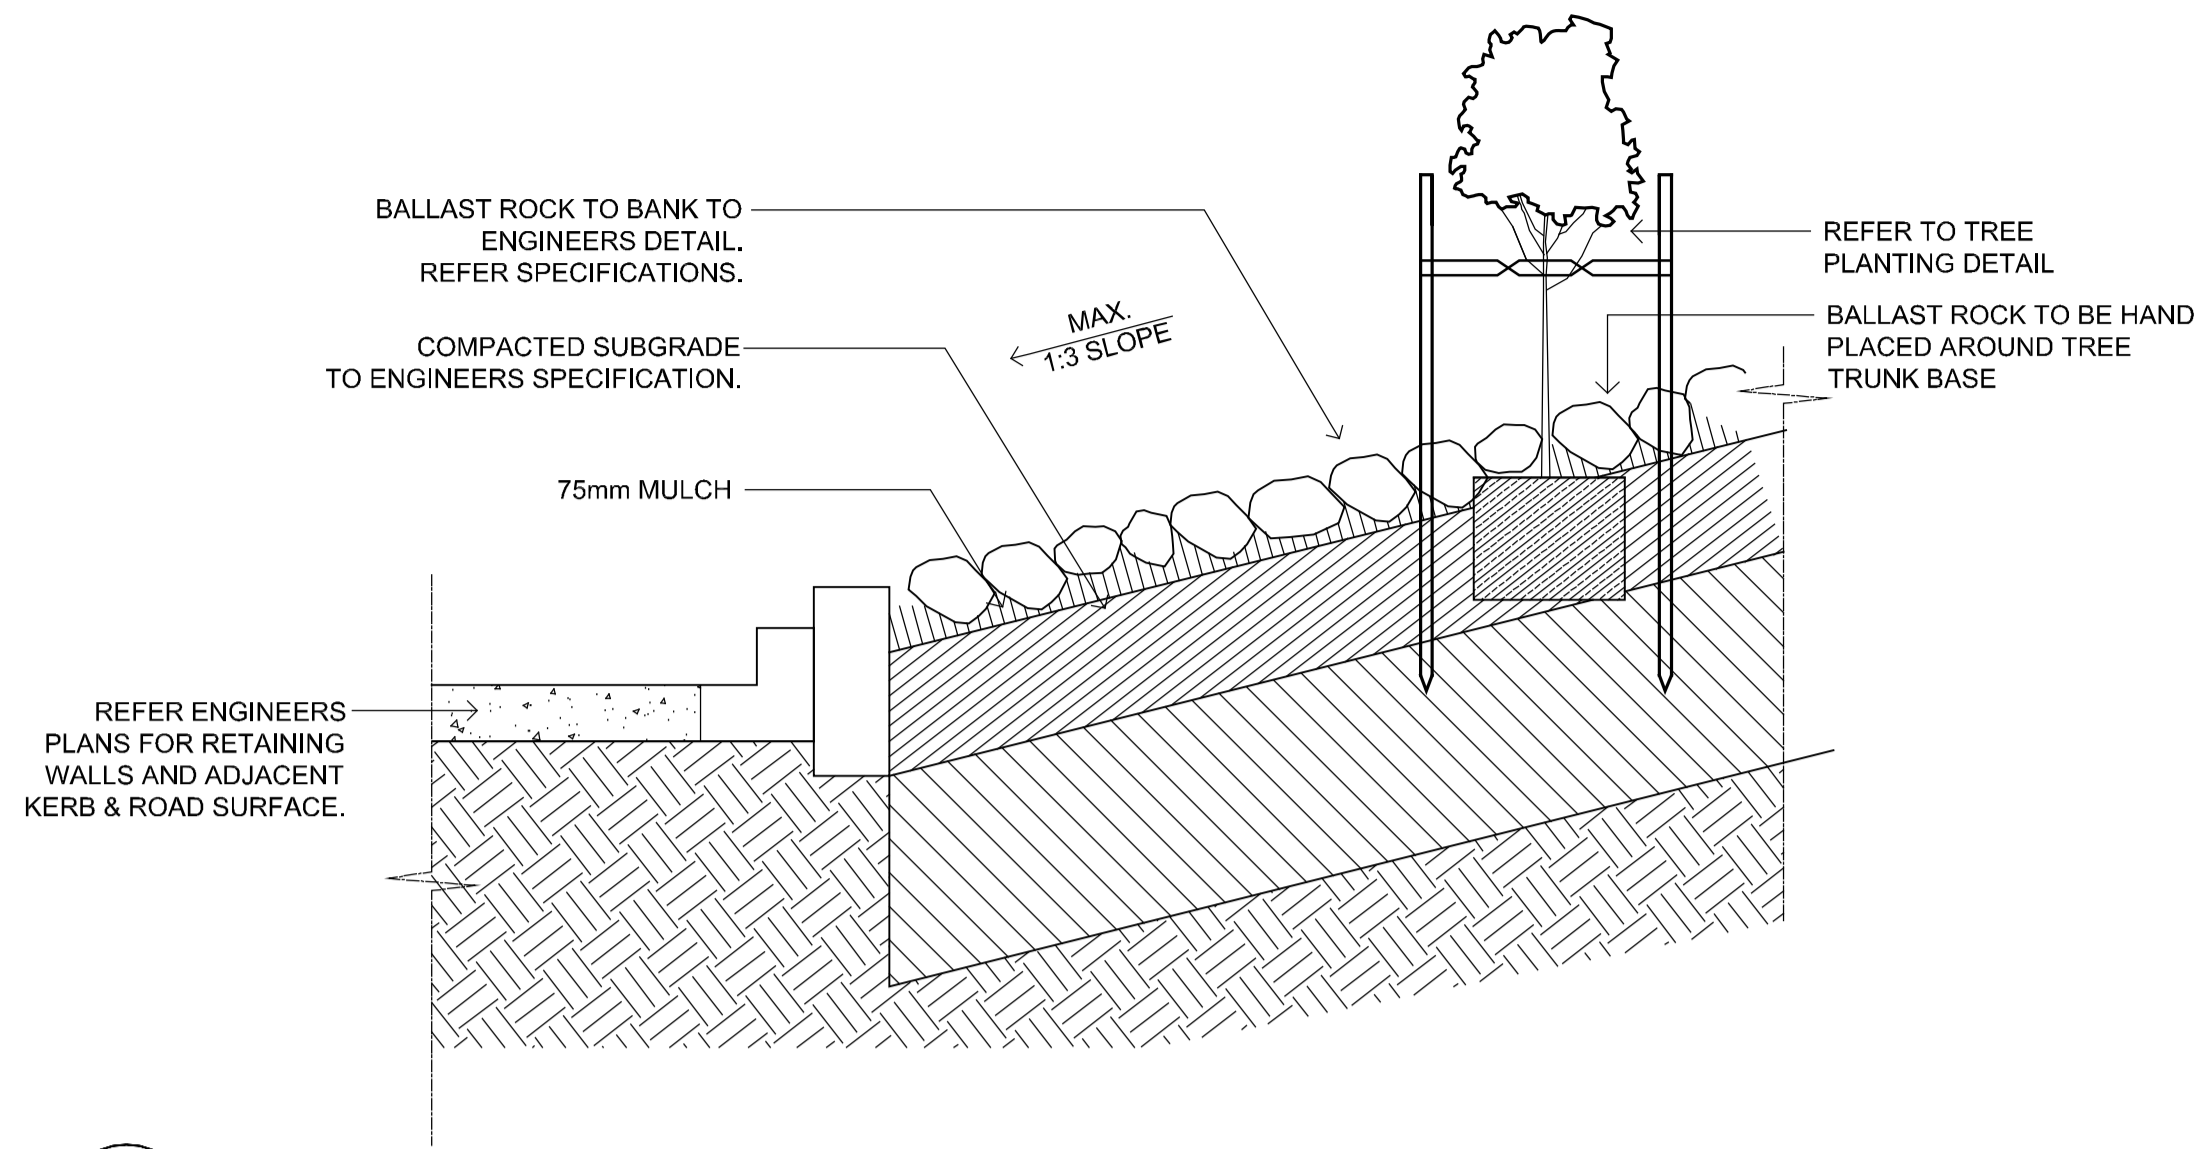 BALLAST ROCK TO BANK TO
ENGINEERS DETAIL.
REFER SPECIFICATIONS.
COMPACTED SUBGRADE
TO ENGINEERS SPECIFICATION.
75mm MULCH
REFER ENGINEERS
PLANS FOR RETAINING
WALLS AND ADJACENT
KERB & ROAD SURFACE.
MAX.
1:3 SLOPE
REFER TO TREE
PLANTING DETAIL
BALLAST ROCK TO BE HAND
PLACED AROUND TREE
TRUNK BASE